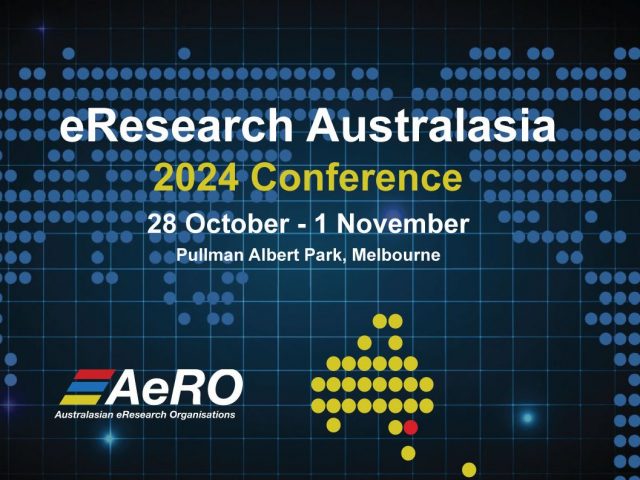 eResearch Australasia
2024 Conference
28 October - 1 November
Pullman Albert Park, Melbourne
AeRO
Australasian eResearch Organisations